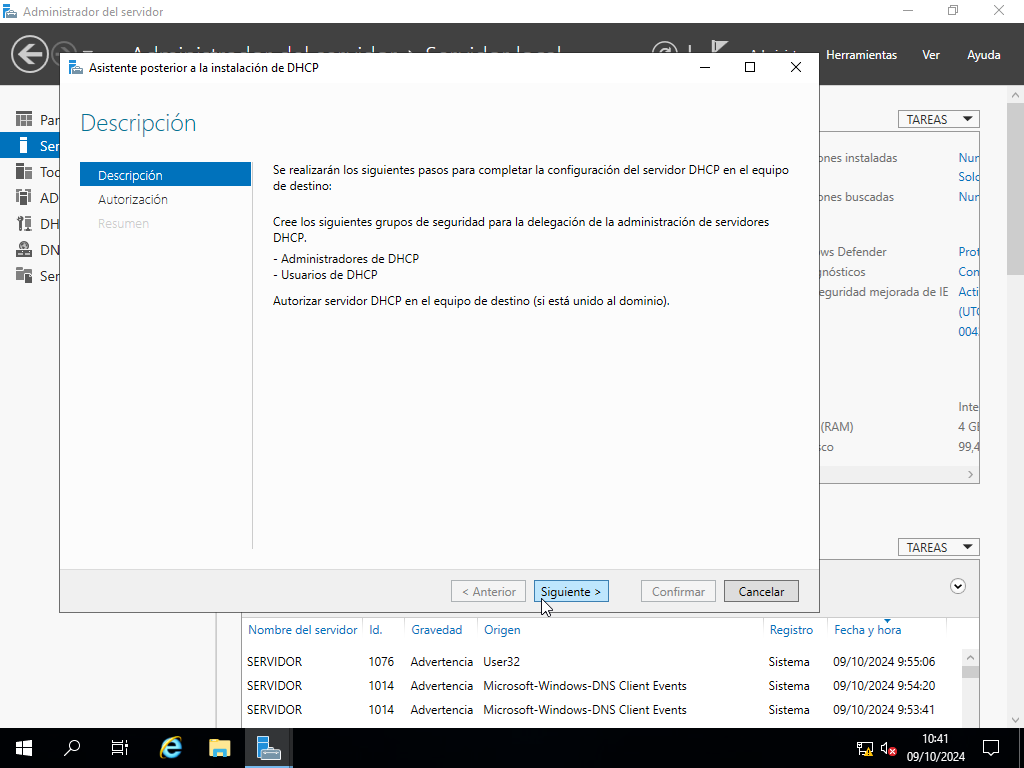 Administrador del servidor
Herramientas
Ver
Ayuda
Asistente posterior a la instalación de DHCP
Descripción
Descripción
Autorización
Resumen
Se realizarán los siguientes pasos para completar la configuración del servidor DHCP en el equipo
de destino:
Cree los siguientes grupos de seguridad para la delegación de la administración de servidores
DHCP.
- Administradores de DHCP
- Usuarios de DHCP
Autorizar servidor DHCP en el equipo de destino (si está unido al dominio).
< Anterior
Siguiente >
Confirmar
Cancelar
Par
Ser
Toc
AD
DH
DN
Ser
TAREAS
ones instaladas
Nun
Solo
ones buscadas
Nun
ws Defender
Prot
gnósticos
Con
eguridad mejorada de IE
Acti
(UTC
004
Inte
(RAM)
4 GI
sco
99,4
TAREAS
Nombre del servidor Id. Gravedad Origen Registro Fecha y hora
SERVIDOR 1076 Advertencia User32 Sistema 09/10/2024 9:55:06
SERVIDOR 1014 Advertencia Microsoft-Windows-DNS Client Events Sistema 09/10/2024 9:54:20
SERVIDOR 1014 Advertencia Microsoft-Windows-DNS Client Events Sistema 09/10/2024 9:53:41
10:41
09/10/2024